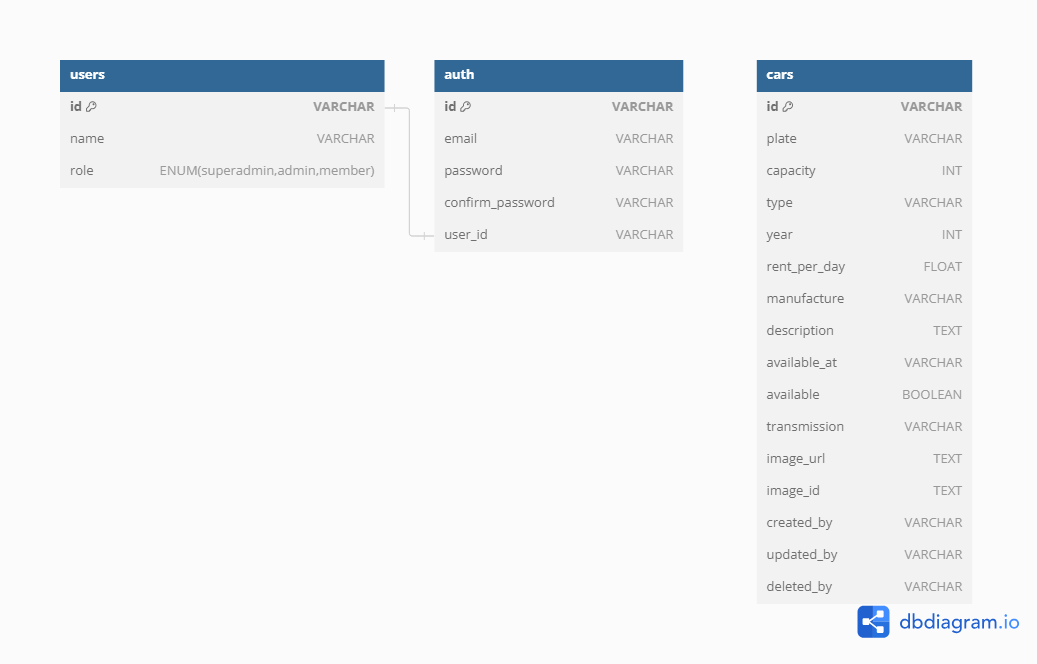 users
id VARCHAR
name VARCHAR
role ENUM(superadmin,admin,member)
auth
id VARCHAR
email VARCHAR
password VARCHAR
confirm_password VARCHAR
user_id VARCHAR
cars
id VARCHAR
plate VARCHAR
capacity INT
type VARCHAR
year INT
rent_per_day FLOAT
manufacture VARCHAR
description TEXT
available_at VARCHAR
available BOOLEAN
transmission VARCHAR
image_url TEXT
image_id TEXT
created_by VARCHAR
updated_by VARCHAR
deleted_by VARCHAR
dbdiagram.io